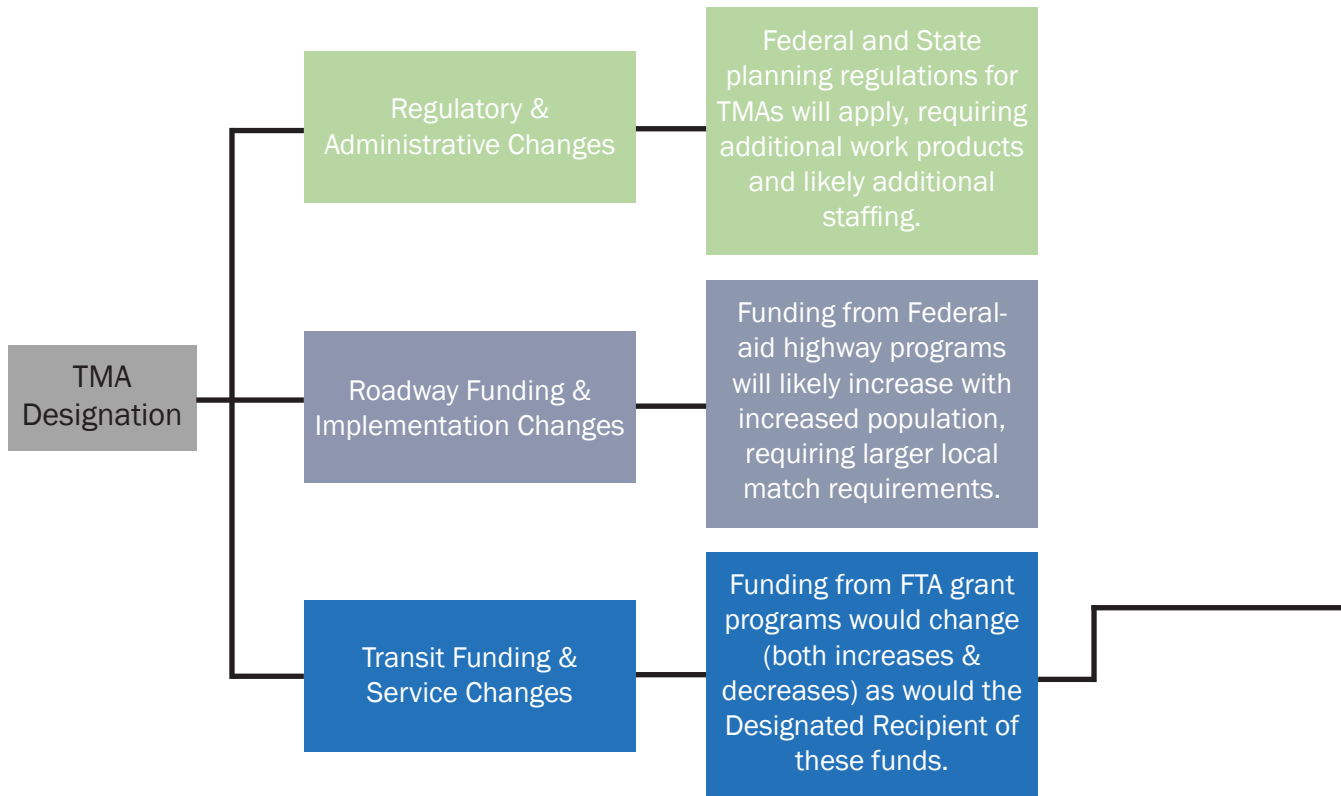 TMA
Designation
Regulatory &
Administrative Changes
Federal and State
planning regulations for
TMAs will apply, requiring
additional work products
and likely additional
staffing.
Roadway Funding &
Implementation Changes
Funding from Federal-
aid highway programs
will likely increase with
increased population,
requiring larger local
match requirements.
Transit Funding &
Service Changes
Funding from FTA grant
programs would change
(both increases &
decreases) as would the
Designated Recipient of
these funds.